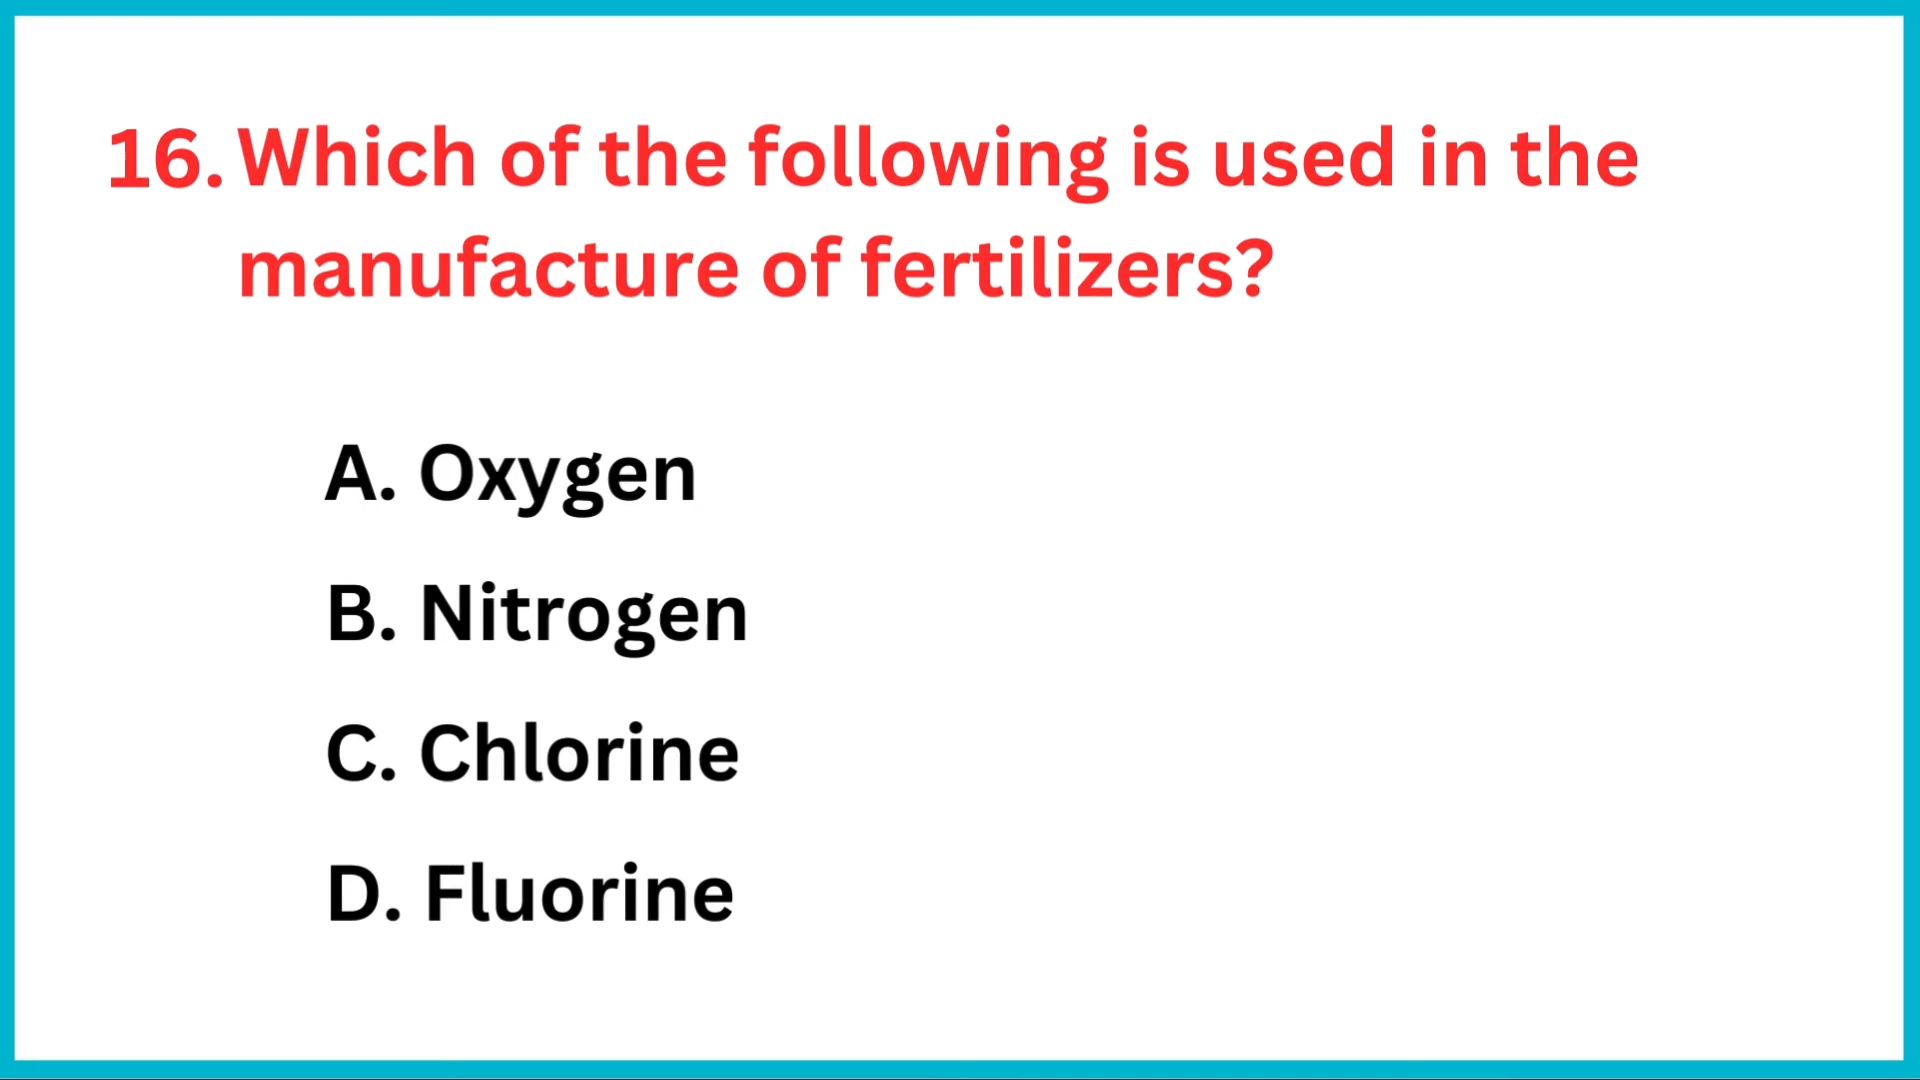 16. Which of the following is used in the
manufacture of fertilizers?
A. Oxygen
B. Nitrogen
C. Chlorine
D. Fluorine